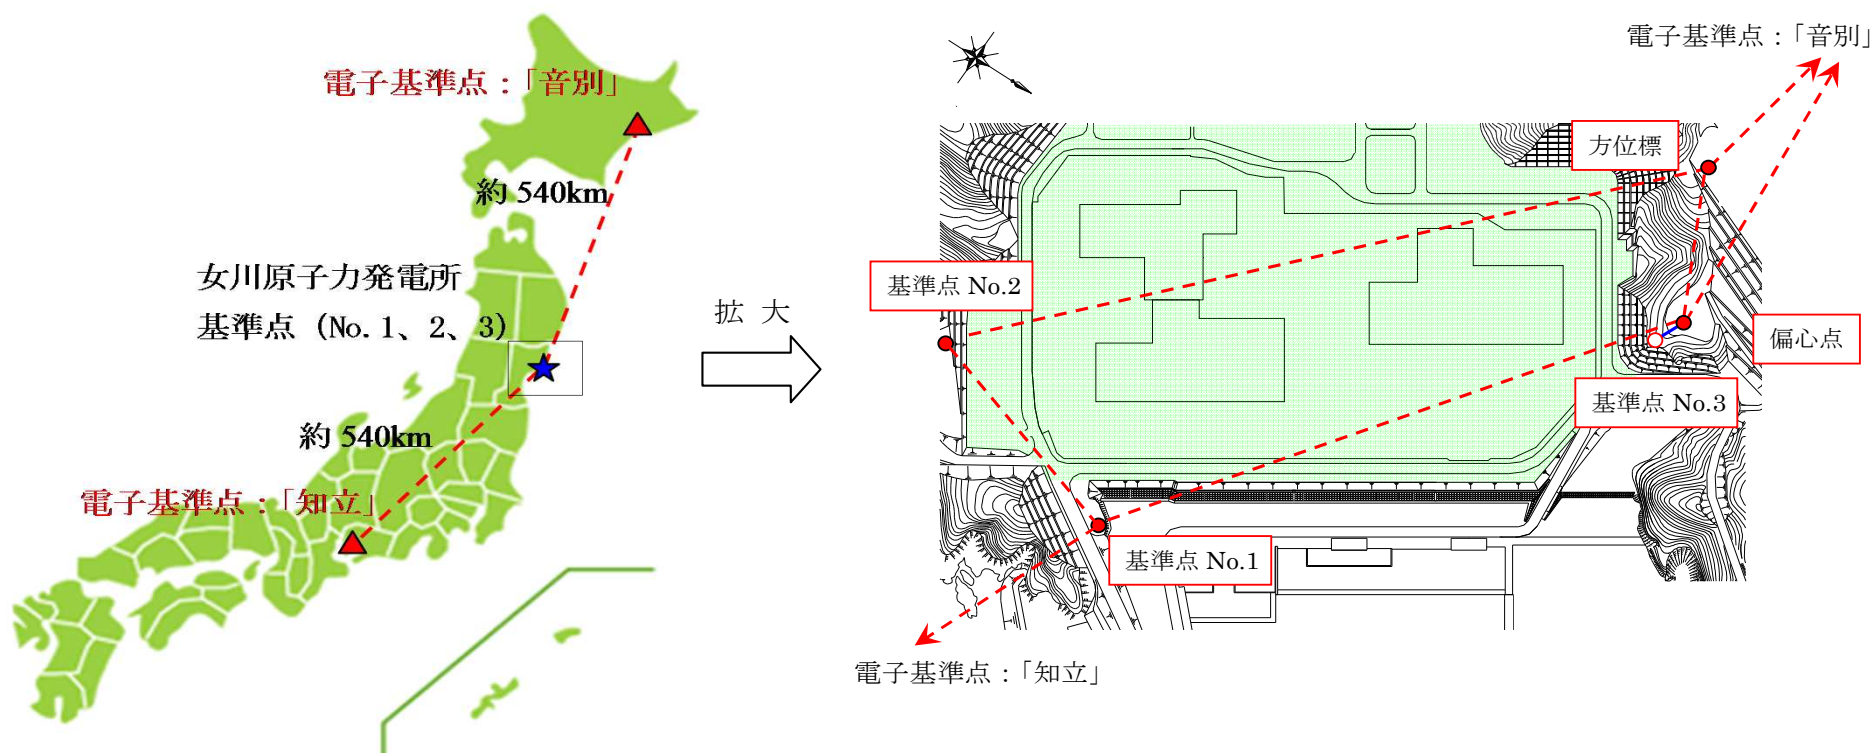 電子基準点:「音別」
約 540km
女川原子力発電所
基準点(No. 1、2、3)
約 540km
電子基準点:「知立」
拡 大
電子基準点:「音別」
方位標
基準点 No.2
偏心点
基準点 No.3
基準点 No.1
電子基準点:「知立」